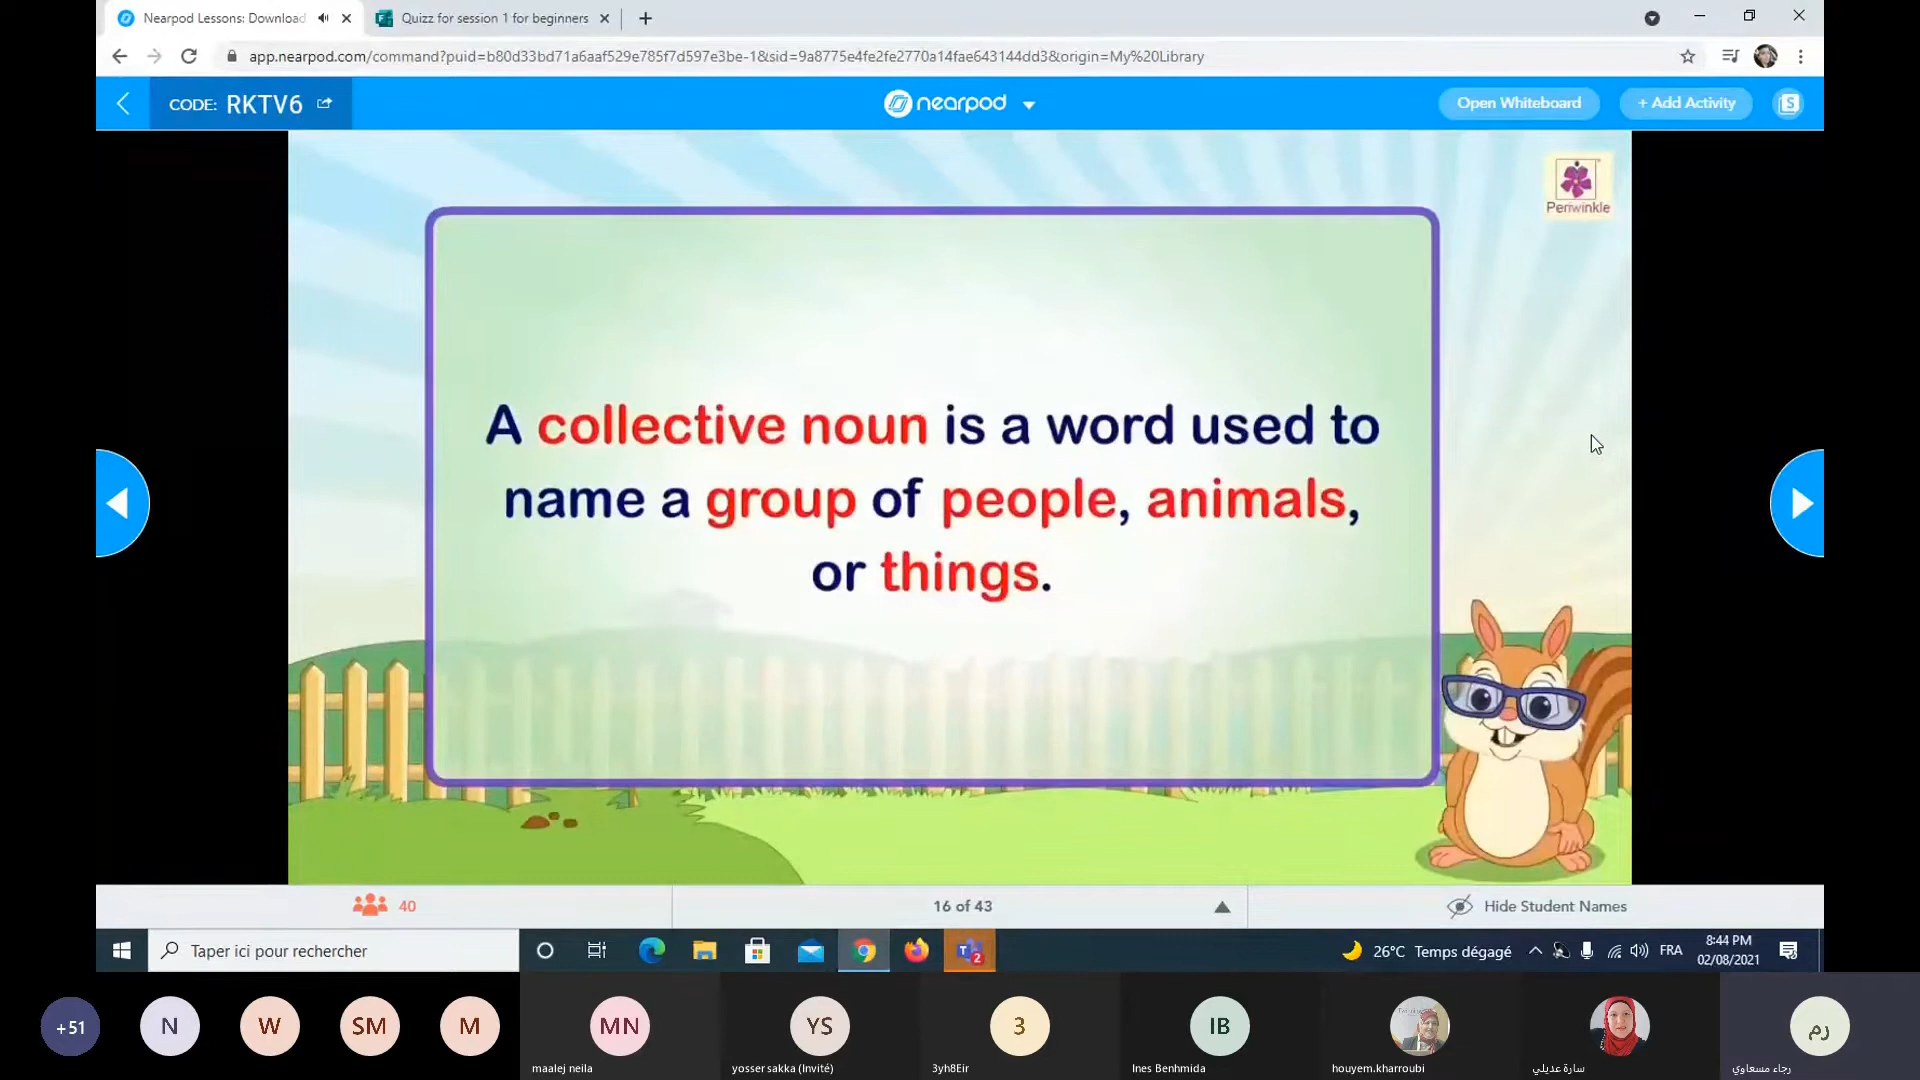 Nearpod Lessons: Download
Quizz for session 1 for beginners
app.nearpod.com/command?puid=b80d33bd71a6aaf529e785f7d597e3be-1&sid=9a8775e4fe2fe2770a14fae643144dd3&origin=My%20Library
CODE: RKTV6
nearpod
Open Whiteboard
+ Add Activity
S
Periwinkle
A collective noun is a word used to
name a group of people, animals,
or things.
40
16 of 43
Hide Student Names
Taper ici pour rechercher
2
26°C Temps dégagé
FRA
8:44 PM
02/08/2021
+51
N
W
SM
M
MN
YS
3
IB
رم
maalej neila
yosser sakka (Invité)
3yh8Eir
Ines Benhmida
houyem.kharroubi
سارة عديلي
رجاء مسعاوي